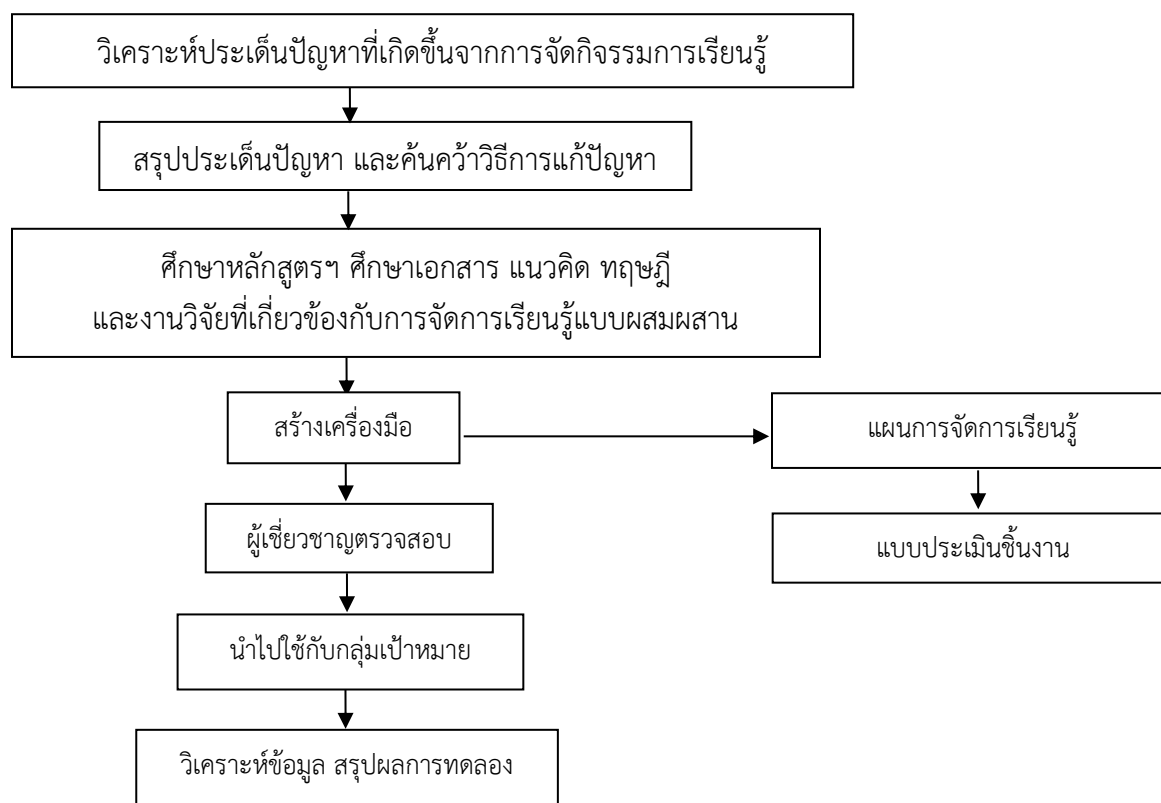 วิเคราะห์ประเด็นปัญหาที่เกิดขึ้นจากการจัดกิจรรมการเรียนรู้
สรุปประเด็นปัญหา และค้นคว้าวิธีการแก้ปัญหา
ศึกษาหลักสูตรฯ ศึกษาเอกสาร แนวคิด ทฤษฎี
และงานวิจัยที่เกี่ยวข้องกับการจัดการเรียนรู้แบบผสมผสาน
สร้างเครื่องมือ
แผนการจัดการเรียนรู้
ผู้เชี่ยวชาญตรวจสอบ
แบบประเมินชิ้นงาน
นำไปใช้กับกลุ่มเป้าหมาย
วิเคราะห์ข้อมูล สรุปผลการทดลอง